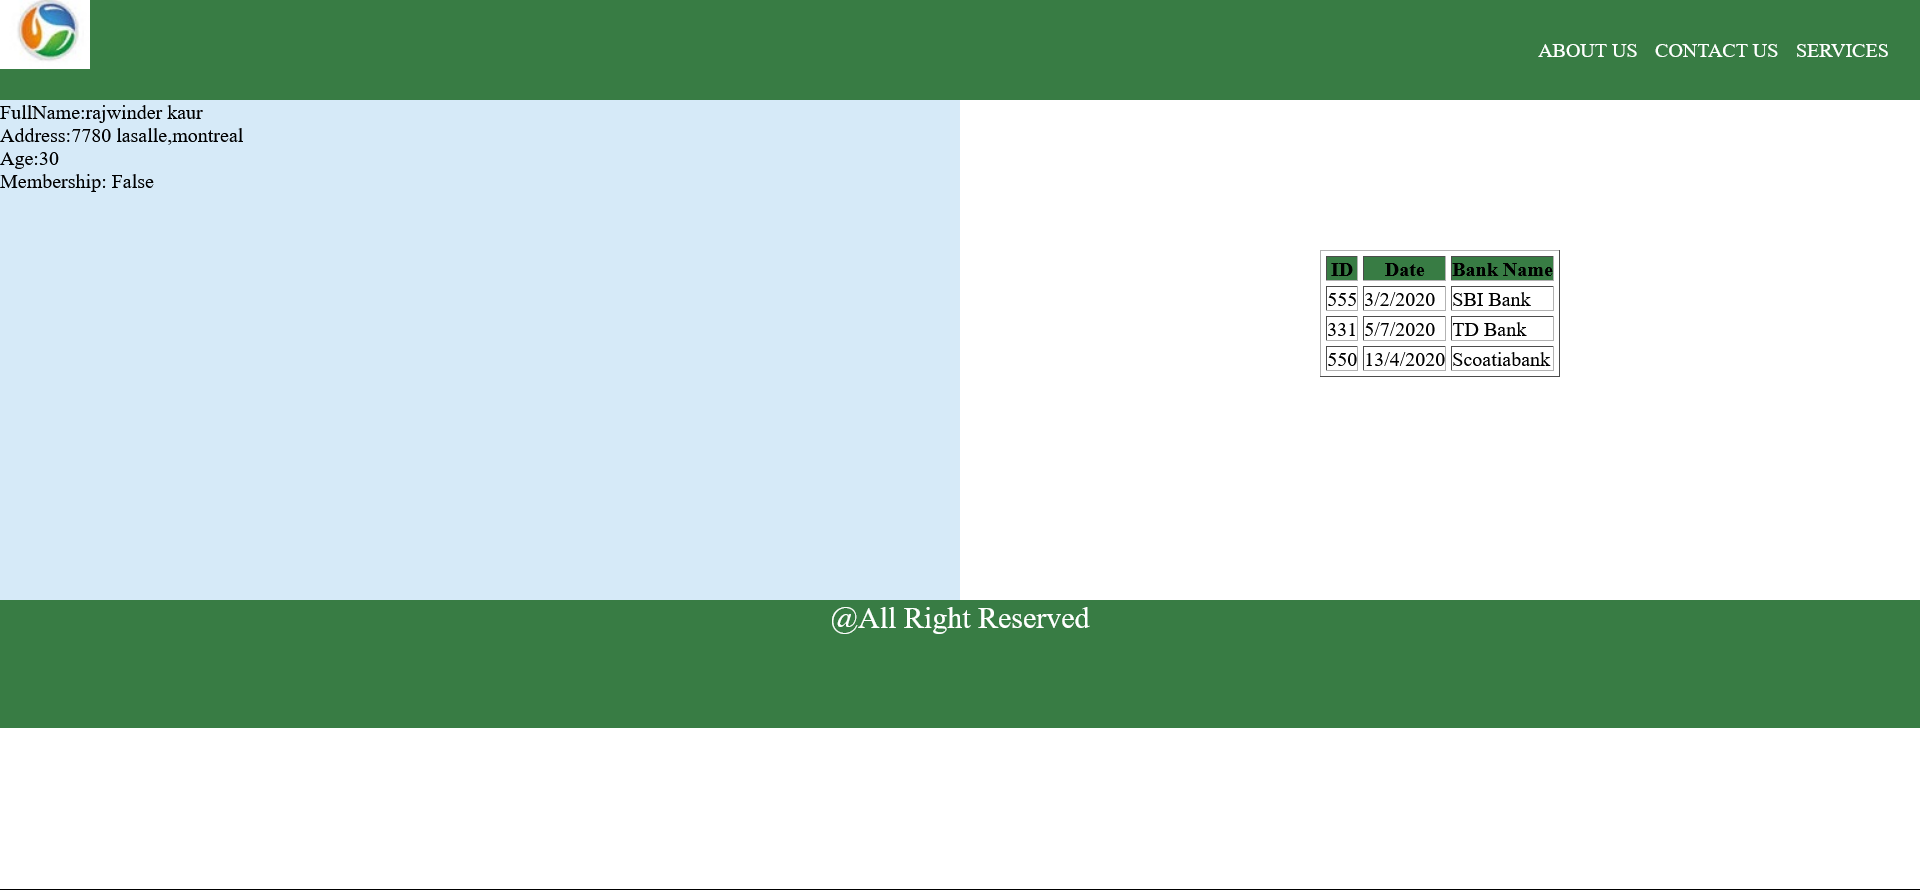 ABOUT US CONTACT US SERVICES
FullName:rajwinder kaur
Address:7780 lasalle,montreal
Age:30
Membership: False
ID Date Bank Name
555 3/2/2020 SBI Bank
331 5/7/2020 TD Bank
550 13/4/2020 Scoatiabank
@All Right Reserved